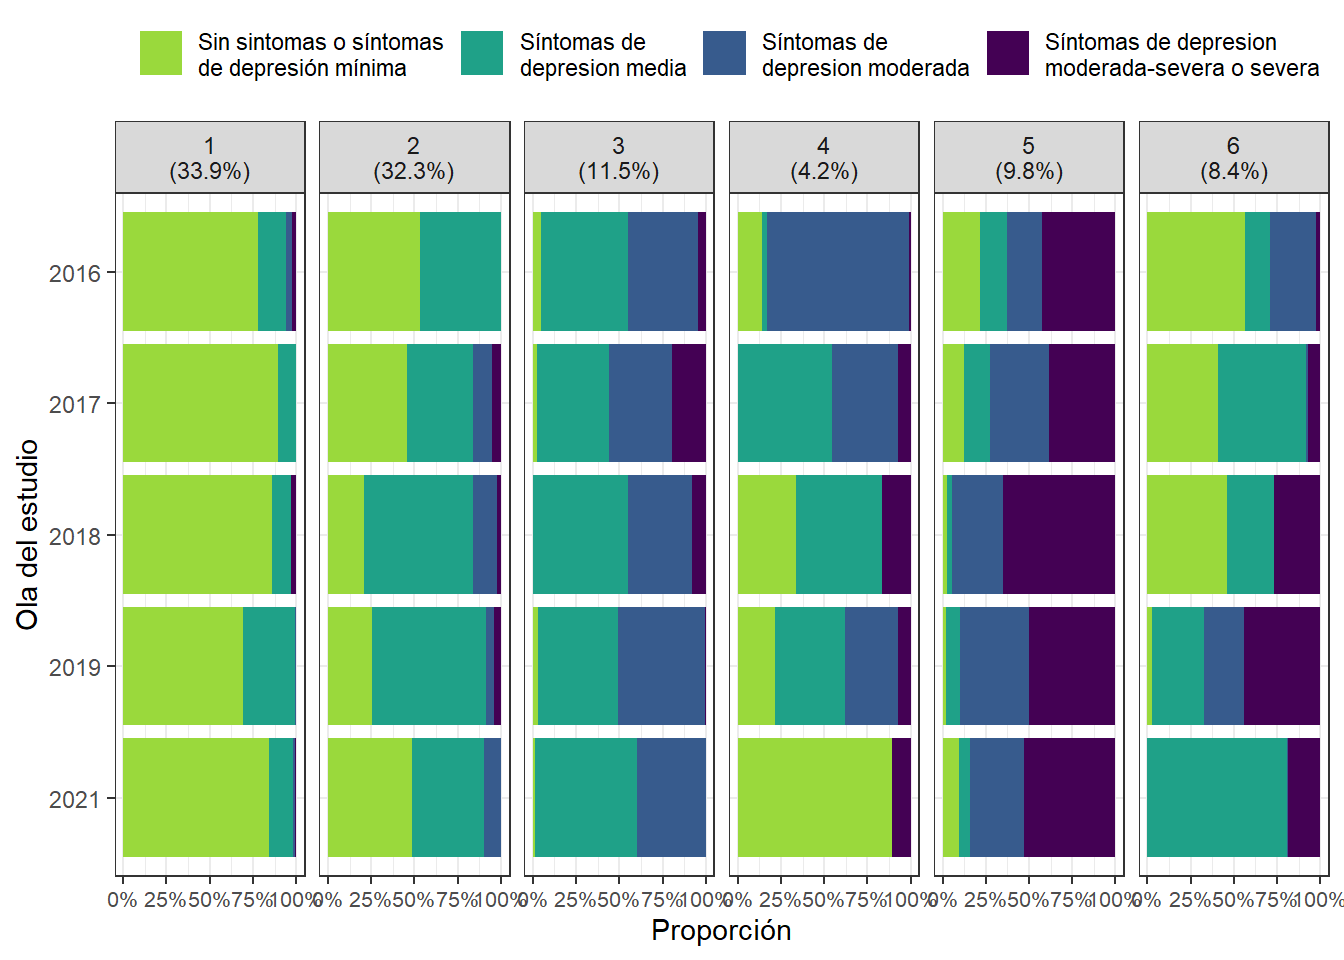 Sin sintomas o síntomas
de depresión mínima
Síntomas de
depresion media
Síntomas de
depresion moderada
Síntomas de depresion
moderada-severa o severa
1
(33.9%)
2
(32.3%)
3
(11.5%)
4
(4.2%)
5
(9.8%)
6
(8.4%)
Ola del estudio
2016
2017
2018
2019
2021
0% 25% 50% 75% 100%
0% 25% 50% 75% 100%
0% 25% 50% 75% 100%
0% 25% 50% 75% 100%
0% 25% 50% 75% 100%
0% 25% 50% 75% 100%
Proporción